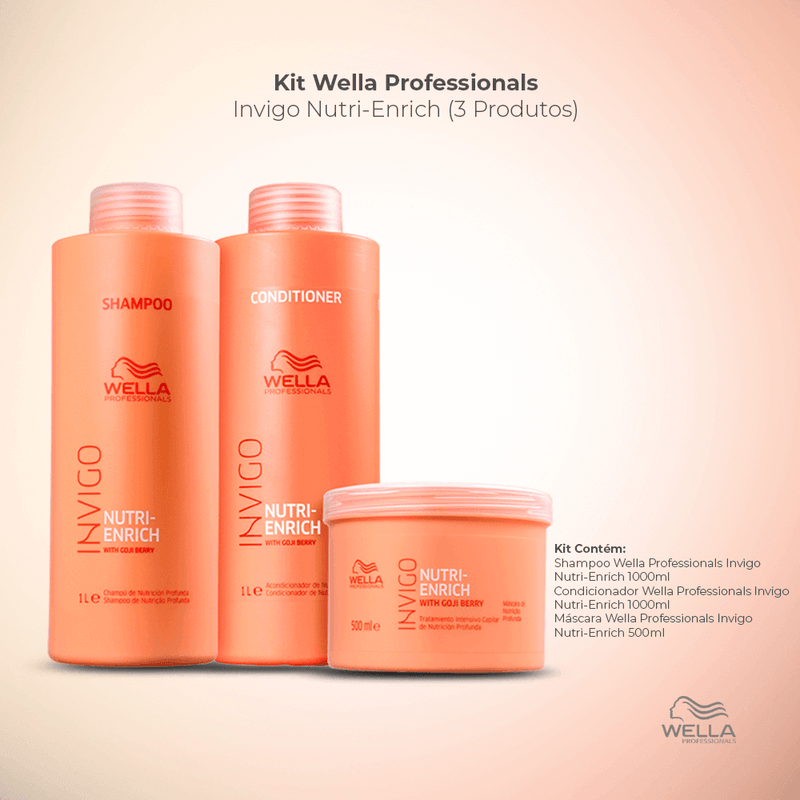 Kit Wella Professionals
Invigo Nutri-Enrich (3 Produtos)
SHAMPOO
WELLA
PROFESSIONALS
INVIGO
NUTRI-
ENRICH
WITH GOJI BERRY
1L e
Champú de Nutrición Profunda
Shampoo de Nutrição Profunda
CONDITIONER
WELLA
PROFESSIONALS
INVIGO
NUTRI-
ENRICH
WITH GOJI BERRY
1L e
Acondicionador de
Condicionador de
WELLA
PROFESSIONALS
INVIGO
NUTRI-
ENRICH
WITH GOJI BERRY
500 ml e
Tratamiento Intensivo Capilar
de Nutrición Profunda
Máscara de
Nutrição
Profunda
Kit Contém:
Shampoo Wella Professionals Invigo
Nutri-Enrich 1000ml
Condicionador Wella Professionals Invigo
Nutri-Enrich 1000ml
Máscara Wella Professionals Invigo
Nutri-Enrich 500ml
WELLA
PROFESSIONALS